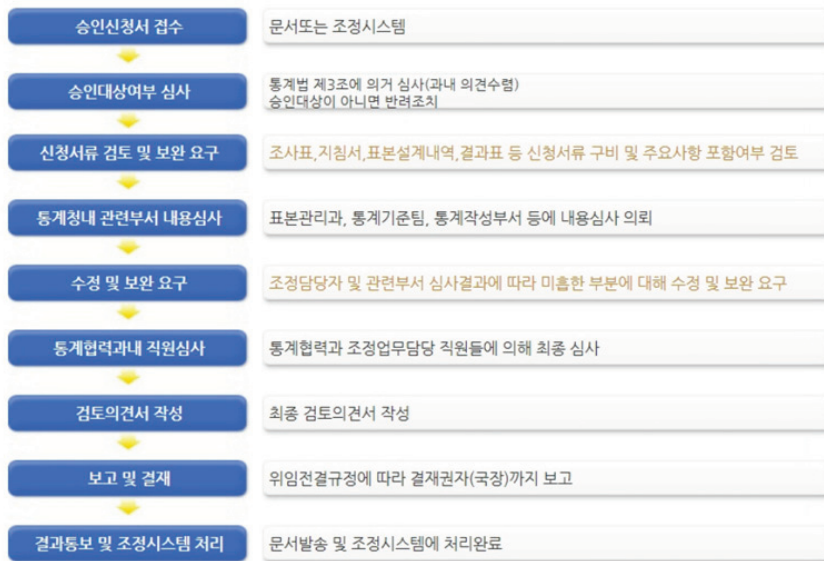 승인신청서 접수
문서또는 조정시스템
승인대상여부 심사
통계법 제3조에 의거 심사(과내 의견수렴)
승인대상이 아니면 반려조치
신청서류 검토 및 보완 요구
조사표,지침서,표본설계내역,결과표 등 신청서류 구비 및 주요사항 포함여부 검토
통계청내 관련부서 내용심사
표본관리과, 통계기준팀, 통계작성부서 등에 내용심사 의뢰
수정 및 보완 요구
조정담당자 및 관련부서 심사결과에 따라 미흡한 부분에 대해 수정 및 보완 요구
통계협력과내 직원심사
통계협력과 조정업무담당 직원들에 의해 최종 심사
검토의견서 작성
최종 검토의견서 작성
보고 및 결재
위임전결규정에 따라 결재권자(국장)까지 보고
결과통보 및 조정시스템 처리
문서발송 및 조정시스템에 처리완료